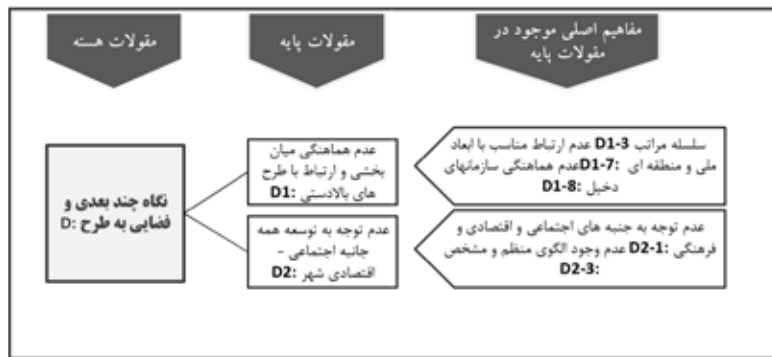 مفاهیم اصلی موجود در
مقولات پایه
مقولات پایه
مقولات هسته
سلسله مراتب D1-3 عدم ارتباط مناسب با ابعاد
ملی و منطقه ای :D1-7عدم هماهنگی سازمانهای
دخیل :D1-8
عدم توجه به جنبه های اجتماعی و اقتصادی و
فرهنگی :D2-1 عدم وجود الگوی منظم و مشخص
:D2-3
عدم هماهنگی میان
بخشی و ارتباط با طرح
های بالادستی :D1
عدم توجه به توسعه همه
جانبه اجتماعی –
اقتصادی شهر :D2
نگاه چند بعدی و
فضایی به طرح :D